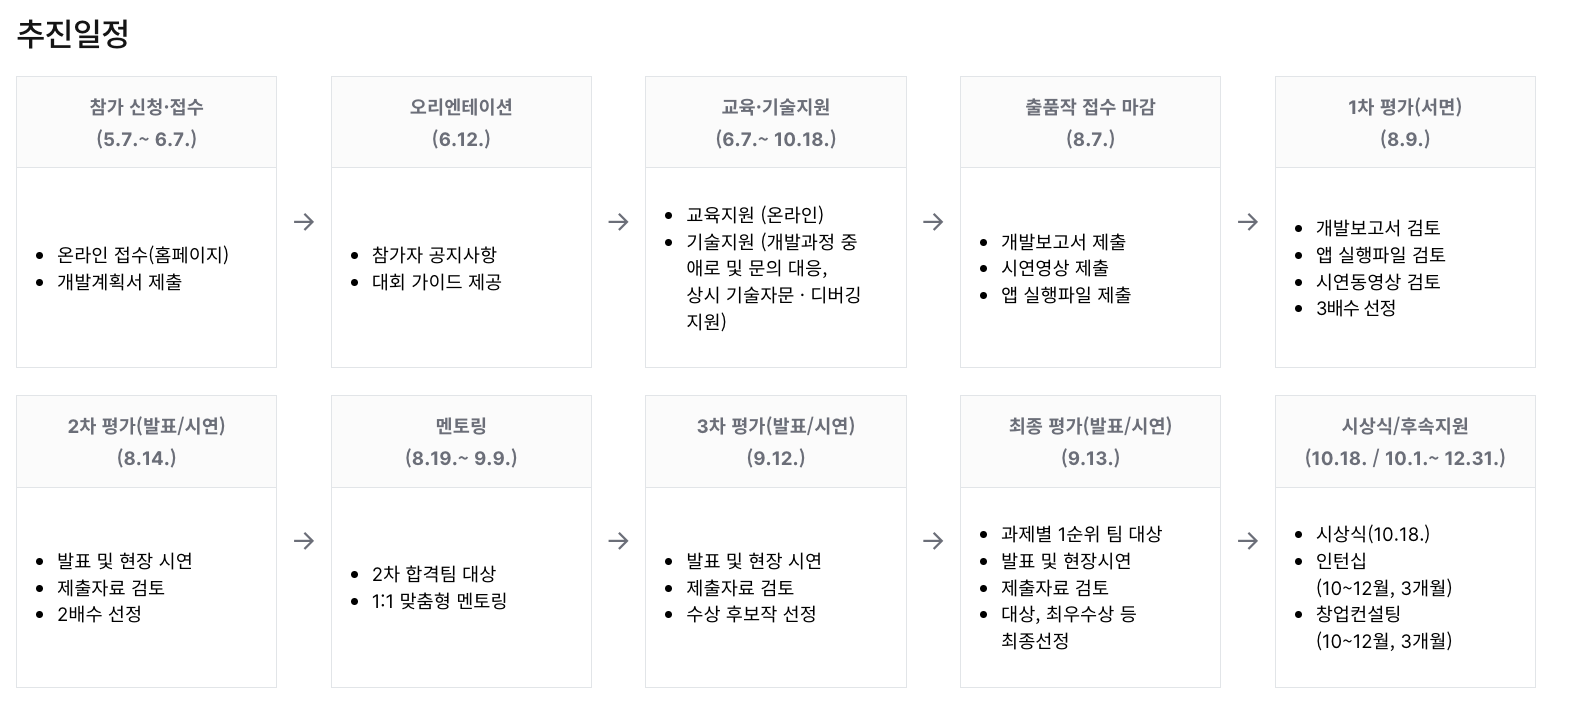 추진일정
참가 신청·접수
(5.7.~ 6.7.)
• 온라인 접수(홈페이지)
• 개발계획서 제출
→
오리엔테이션
(6.12.)
• 참가자 공지사항
• 대회 가이드 제공
→
교육·기술지원
(6.7.~ 10.18.)
• 교육지원 (온라인)
• 기술지원 (개발과정 중
애로 및 문의 대응,
상시 기술자문 · 디버깅
지원)
→
출품작 접수 마감
(8.7.)
• 개발보고서 제출
• 시연영상 제출
• 앱 실행파일 제출
→
1차 평가(서면)
(8.9.)
• 개발보고서 검토
• 앱 실행파일 검토
• 시연동영상 검토
• 3배수 선정
2차 평가(발표/시연)
(8.14.)
• 발표 및 현장 시연
• 제출자료 검토
• 2배수 선정
→
멘토링
(8.19.~ 9.9.)
• 2차 합격팀 대상
• 1:1 맞춤형 멘토링
→
3차 평가(발표/시연)
(9.12.)
• 발표 및 현장 시연
• 제출자료 검토
• 수상 후보작 선정
→
최종 평가(발표/시연)
(9.13.)
• 과제별 1순위 팀 대상
• 발표 및 현장시연
• 제출자료 검토
• 대상, 최우수상 등
최종선정
→
시상식/후속지원
(10.18. / 10.1.~ 12.31.)
• 시상식(10.18.)
• 인턴십
(10~12월, 3개월)
• 창업컨설팅
(10~12월, 3개월)